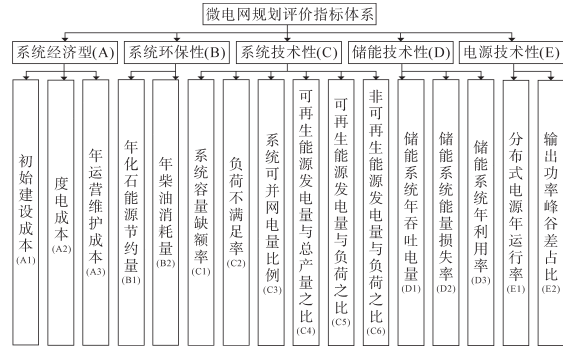 微电网规划评价指标体系
系统经济型(A)
系统环保性(B)
系统技术性(C)
储能技术性(D)
电源技术性(E)
初始建设成本(A1)
度电成本(A2)
年运营维护成本(A3)
年化石能源节约量(B1)
年柴油消耗量(B2)
系统容量缺额率(C1)
负荷不满足率(C2)
系统可并网电量比例(C3)
可再生能源发电量与总产量之比(C4)
可再生能源发电量与负荷之比(C5)
非可再生能源发电量与负荷之比(C6)
储能系统年吞吐电量(D1)
储能系统能量损失率(D2)
储能系统年利用率(D3)
分布式电源年运行率(E1)
输出功率峰谷差占比(E2)